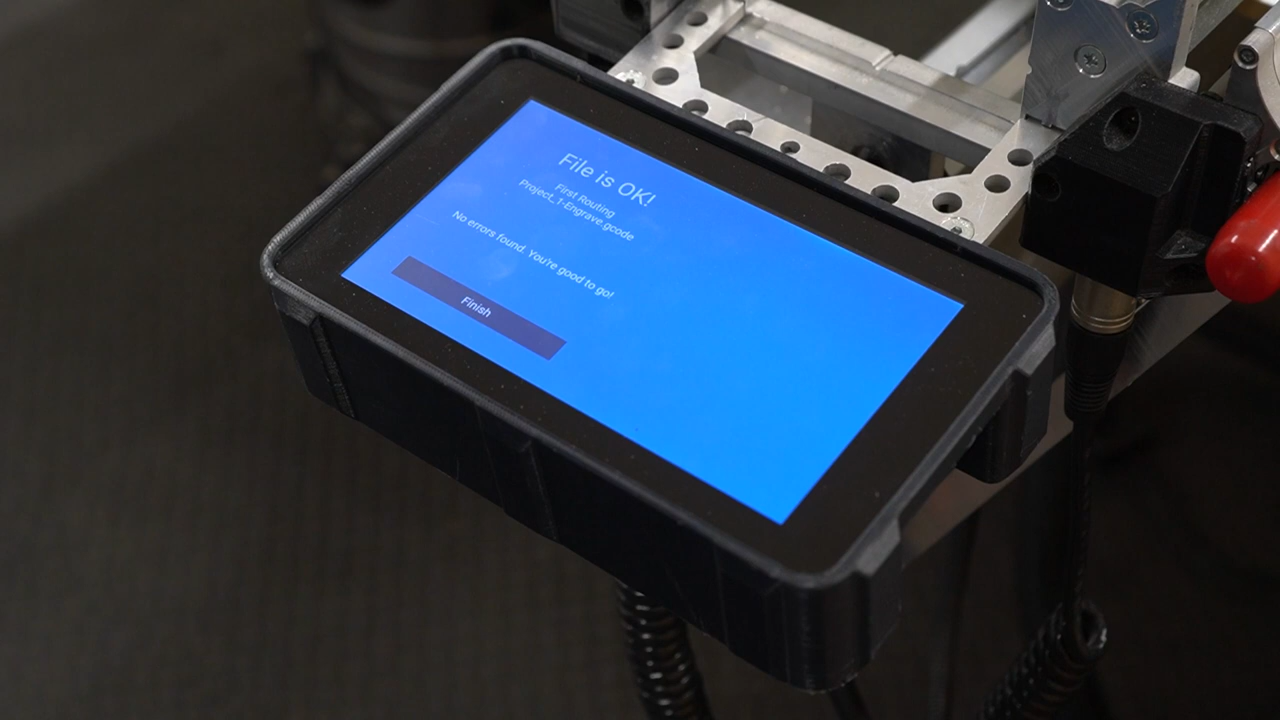 File is OK!
First Routing
Project_1-Engrave.gcode
No errors found. You're good to go!
Finish